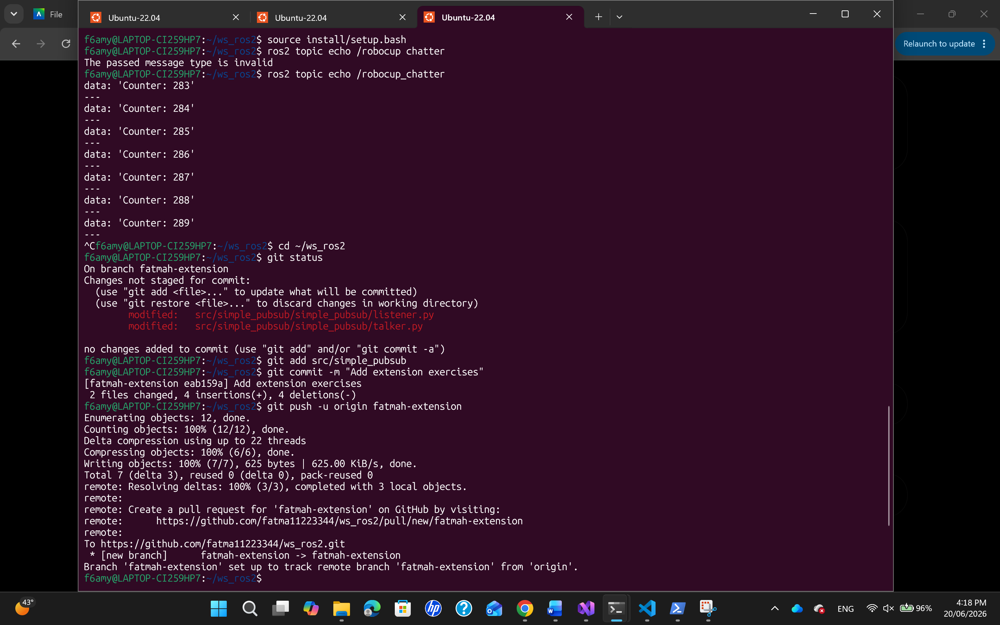 File
Ubuntu-22.04
Ubuntu-22.04
Ubuntu-22.04
Relaunch to update
f6amy@LAPTOP-CI259HP7:~/ws_ros2$ source install/setup.bash
f6amy@LAPTOP-CI259HP7:~/ws_ros2$ ros2 topic echo /robocup chatter
The passed message type is invalid
f6amy@LAPTOP-CI259HP7:~/ws_ros2$ ros2 topic echo /robocup_chatter
data: 'Counter: 283'
---
data: 'Counter: 284'
---
data: 'Counter: 285'
---
data: 'Counter: 286'
---
data: 'Counter: 287'
---
data: 'Counter: 288'
---
data: 'Counter: 289'
---
^Cf6amy@LAPTOP-CI259HP7:~/ws_ros2$ cd ~/ws_ros2
f6amy@LAPTOP-CI259HP7:~/ws_ros2$ git status
On branch fatmah-extension
Changes not staged for commit:
  (use "git add <file>..." to update what will be committed)
  (use "git restore <file>..." to discard changes in working directory)
        modified:   src/simple_pubsub/simple_pubsub/listener.py
        modified:   src/simple_pubsub/simple_pubsub/talker.py
no changes added to commit (use "git add" and/or "git commit -a")
f6amy@LAPTOP-CI259HP7:~/ws_ros2$ git add src/simple_pubsub
f6amy@LAPTOP-CI259HP7:~/ws_ros2$ git commit -m "Add extension exercises"
[fatmah-extension eab159a] Add extension exercises
 2 files changed, 4 insertions(+), 4 deletions(-)
f6amy@LAPTOP-CI259HP7:~/ws_ros2$ git push -u origin fatmah-extension
Enumerating objects: 12, done.
Counting objects: 100% (12/12), done.
Delta compression using up to 22 threads
Compressing objects: 100% (6/6), done.
Writing objects: 100% (7/7), 625 bytes | 625.00 KiB/s, done.
Total 7 (delta 3), reused 0 (delta 0), pack-reused 0
remote: Resolving deltas: 100% (3/3), completed with 3 local objects.
remote:
remote: Create a pull request for 'fatmah-extension' on GitHub by visiting:
remote:      https://github.com/fatma11223344/ws_ros2/pull/new/fatmah-extension
remote:
To https://github.com/fatma11223344/ws_ros2.git
 * [new branch]      fatmah-extension -> fatmah-extension
Branch 'fatmah-extension' set up to track remote branch 'fatmah-extension' from 'origin'.
f6amy@LAPTOP-CI259HP7:~/ws_ros2$
43°
hp
ENG
96%
4:18 PM
20/06/2026